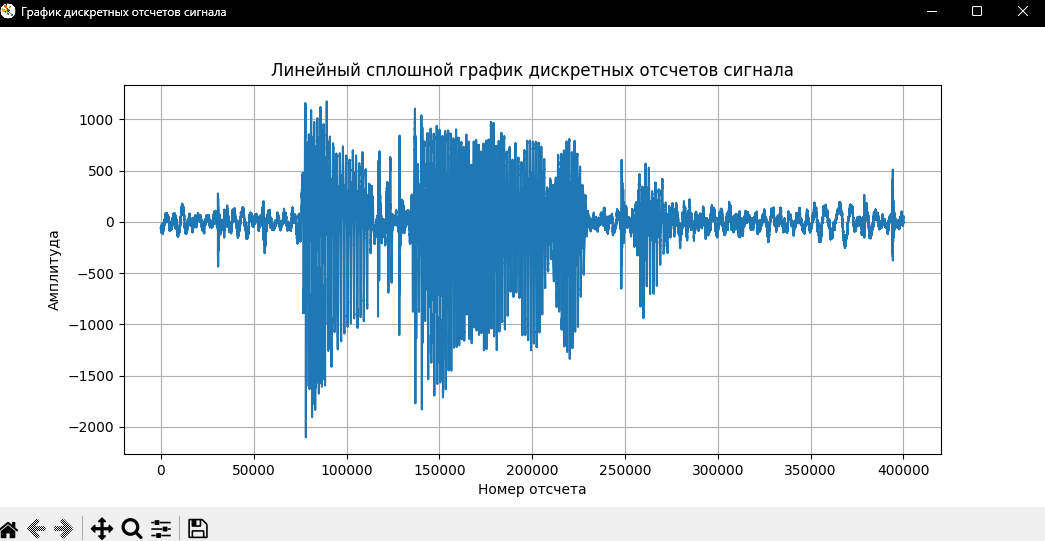 График дискретных отсчетов сигнала
Линейный сплошной график дискретных отсчетов сигнала
1000
500
0
−500
−1000
−1500
−2000
Амплитуда
0 50000 100000 150000 200000 250000 300000 350000 400000
Номер отсчета